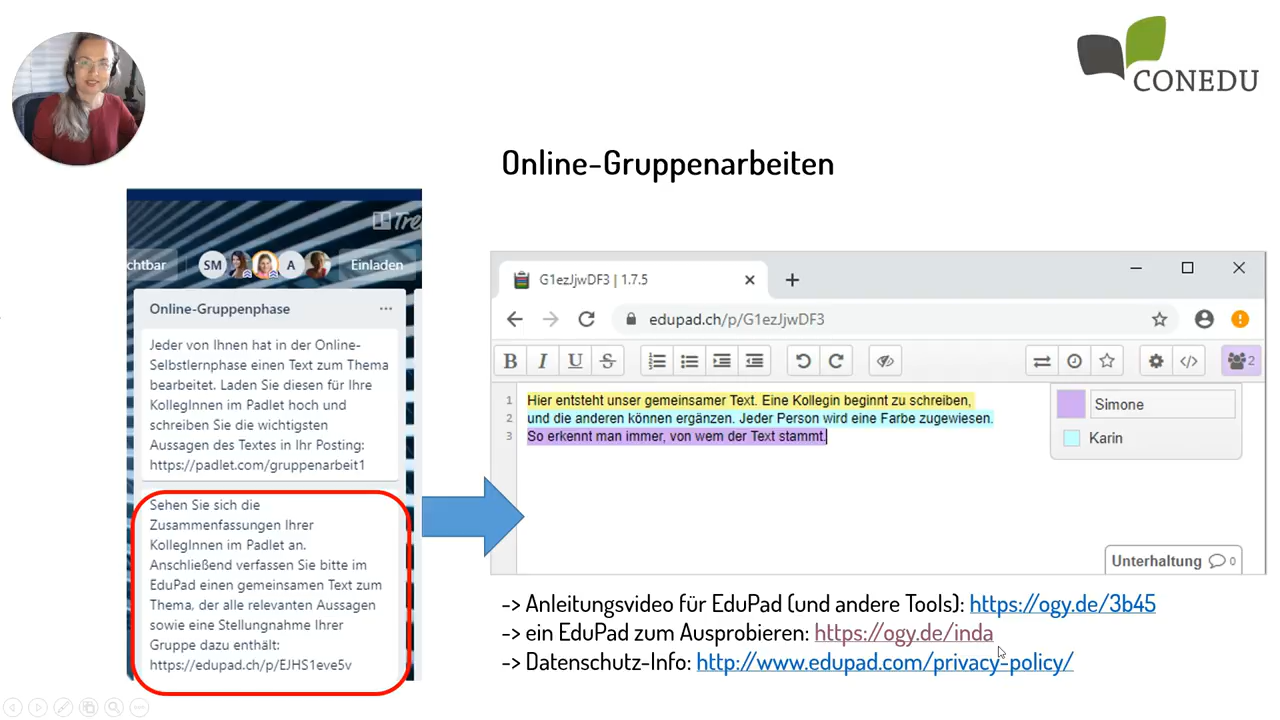 CONEDU
Online-Gruppenarbeiten
Tre
chtbar
SM
A
Einladen
Online-Gruppenphase
Jeder von Ihnen hat in der Online-
Selbstlernphase einen Text zum Thema
bearbeitet. Laden Sie diesen für Ihre
KollegInnen im Padlet hoch und
schreiben Sie die wichtigsten
Aussagen des Textes in Ihr Posting:
https://padlet.com/gruppenarbeit1
Sehen Sie sich die
Zusammenfassungen Ihrer
KollegInnen im Padlet an.
Anschließend verfassen Sie bitte im
EduPad einen gemeinsamen Text zum
Thema, der alle relevanten Aussagen
sowie eine Stellungnahme Ihrer
Gruppe dazu enthält:
https://edupad.ch/p/EJHS1eve5v
G1ezJjwDF3 | 1.7.5
edupad.ch/p/G1ezJjwDF3
B I U S
2
1 Hier entsteht unser gemeinsamer Text. Eine Kollegin beginnt zu schreiben,
2 und die anderen können ergänzen. Jeder Person wird eine Farbe zugewiesen.
3 So erkennt man immer, von wem der Text stammt.
Simone
Karin
Unterhaltung 0
-> Anleitungsvideo für EduPad (und andere Tools): https://ogy.de/3b45
-> ein EduPad zum Ausprobieren: https://ogy.de/inda
-> Datenschutz-Info: http://www.edupad.com/privacy-policy/